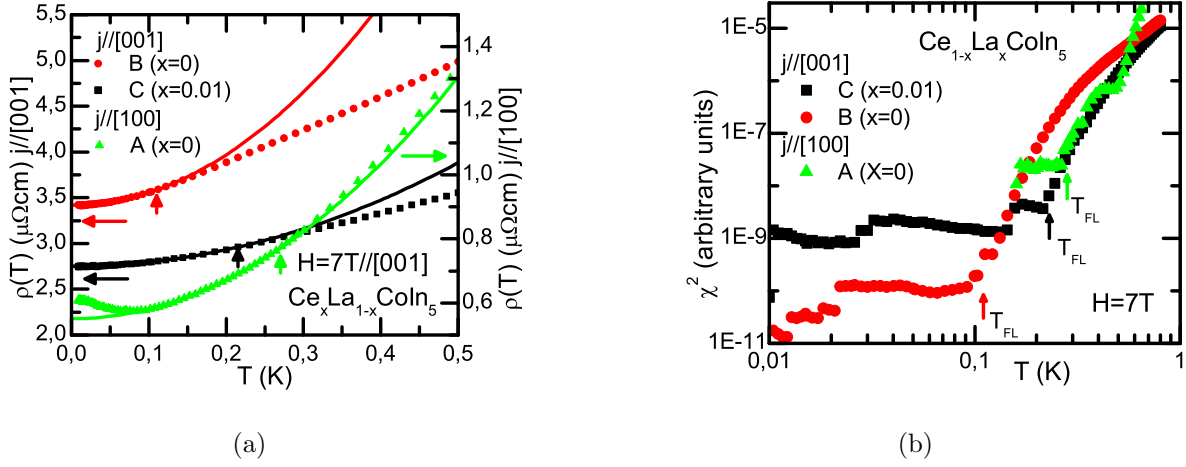 5,5
5,0
4,5
4,0
3,5
3,0
2,5
2,0
ρ(T) (μΩcm) j//[001]
j//[001]
B (x=0)
C (x=0.01)
j//[100]
A (x=0)
H=7T//[001]
CeₓLa₁₋ₓCoIn₅
0,0
0,1
0,2
0,3
0,4
0,5
T (K)
1,4
1,2
1,0
0,8
0,6
ρ(T) (μΩcm) j//[100]
(a)
1E-5
1E-7
1E-9
1E-11
χ² (arbitrary units)
Ce₁₋ₓLaₓCoIn₅
j//[001]
C (x=0.01)
B (x=0)
j//[100]
A (X=0)
T_FL
T_FL
T_FL
H=7T
0,01
0,1
1
T (K)
(b)